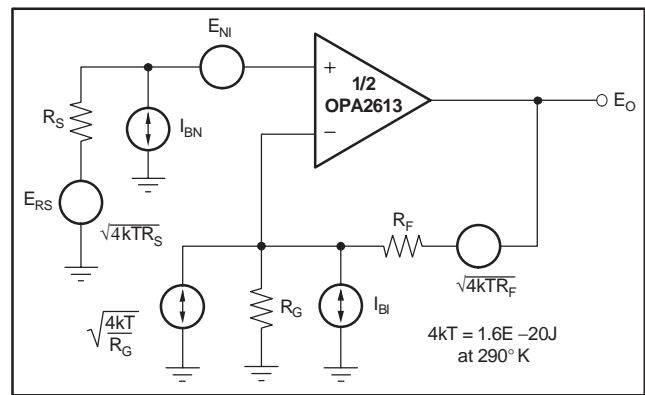 E_NI
+
1/2
OPA2613
−
E_O
R_S
I_BN
E_RS
√4kTR_S
R_F
√4kTR_F
√4kT/R_G
R_G
I_BI
4kT = 1.6E −20J
at 290° K